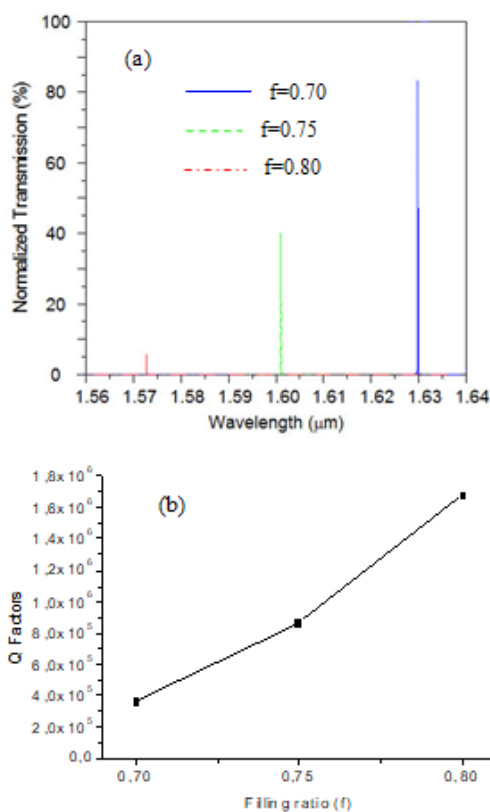 100
(a)
f=0.70
80
f=0.75
f=0.80
60
40
20
0
Normalized Transmission (%)
1.56 1.57 1.58 1.59 1.60 1.61 1.62 1.63 1.64
Wavelength (μm)
1,8x10⁶
(b)
1,6x10⁶
1,4x10⁶
1,2x10⁶
1,0x10⁶
8,0x10⁵
6,0x10⁵
4,0x10⁵
2,0x10⁵
0,0
Q Factors
0,70 0,75 0,80
Filling ratio (f)